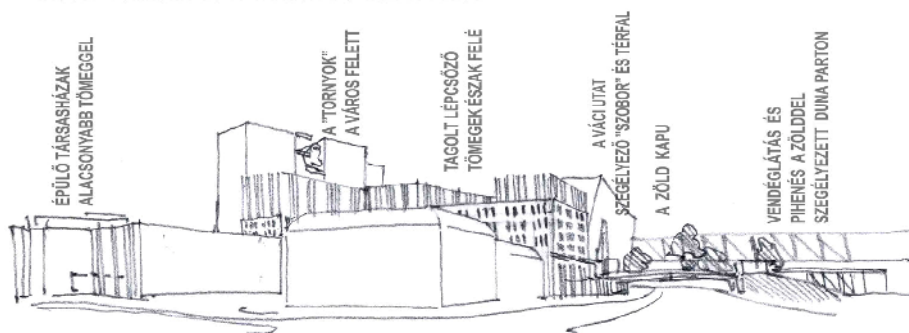 ÉPÜLŐ TÁRSASHÁZAK
ALACSONYABB TÖMEGGEL
A "TORNYOK"
A VÁROS FELETT
TAGOLT LÉPCSŐZŐ
TÖMEGEK ÉSZAK FELÉ
A VÁCI UTAT
SZEGÉLYEZŐ "SZOBOR" ÉS TÉRFAL
A ZÖLD KAPU
VENDÉGLÁTÁS ÉS
PIHENÉS A ZÖLDDEL
SZEGÉLYEZETT DUNA PARTON